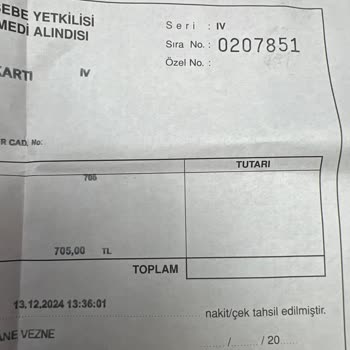 EBE YETKİLİSİ
MEDİ ALINDISI
Seri : IV
Sıra No. : 0207851
Özel No. :
KARTI IV
R CAD. No:
TUTARI
705
705,00 TL
TOPLAM
13.12.2024 13:36:01
nakit/çek tahsil edilmiştir.
ANE VEZNE
....../......../ 20......